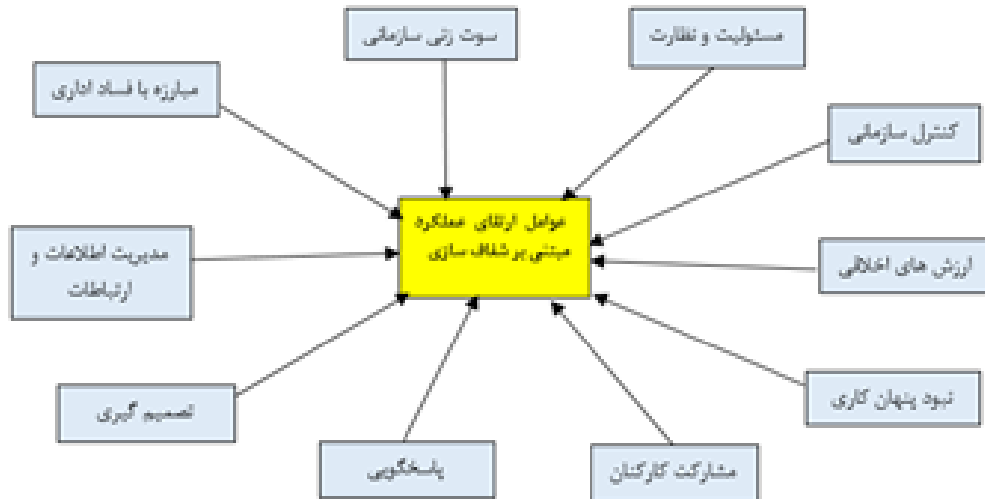 سوت زنی سازمانی
مسئولیت و نظارت
مبارزه با فساد اداری
کنترل سازمانی
عوامل ارتقای عملکرد
مبتنی بر شفاف سازی
مدیریت اطلاعات و
ارتباطات
ارزش های اخلاقی
تصمیم گیری
نبود پنهان کاری
پاسخگویی
مشارکت کارکنان